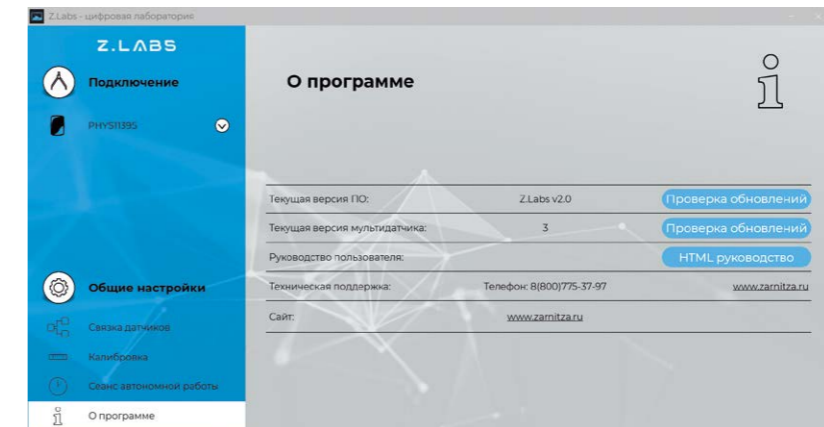 Z.Labs - цифровая лаборатория
Z.LABS
Подключение
PHYS11395
Общие настройки
Связка датчиков
Калибровка
Сеанс автономной работы
О программе
О программе
Текущая версия ПО: Z.Labs v2.0 Проверка обновлений
Текущая версия мультидатчика: 3 Проверка обновлений
Руководство пользователя: HTML руководство
Техническая поддержка: Телефон: 8(800)775-37-97 www.zarnitza.ru
Сайт: www.zarnitza.ru